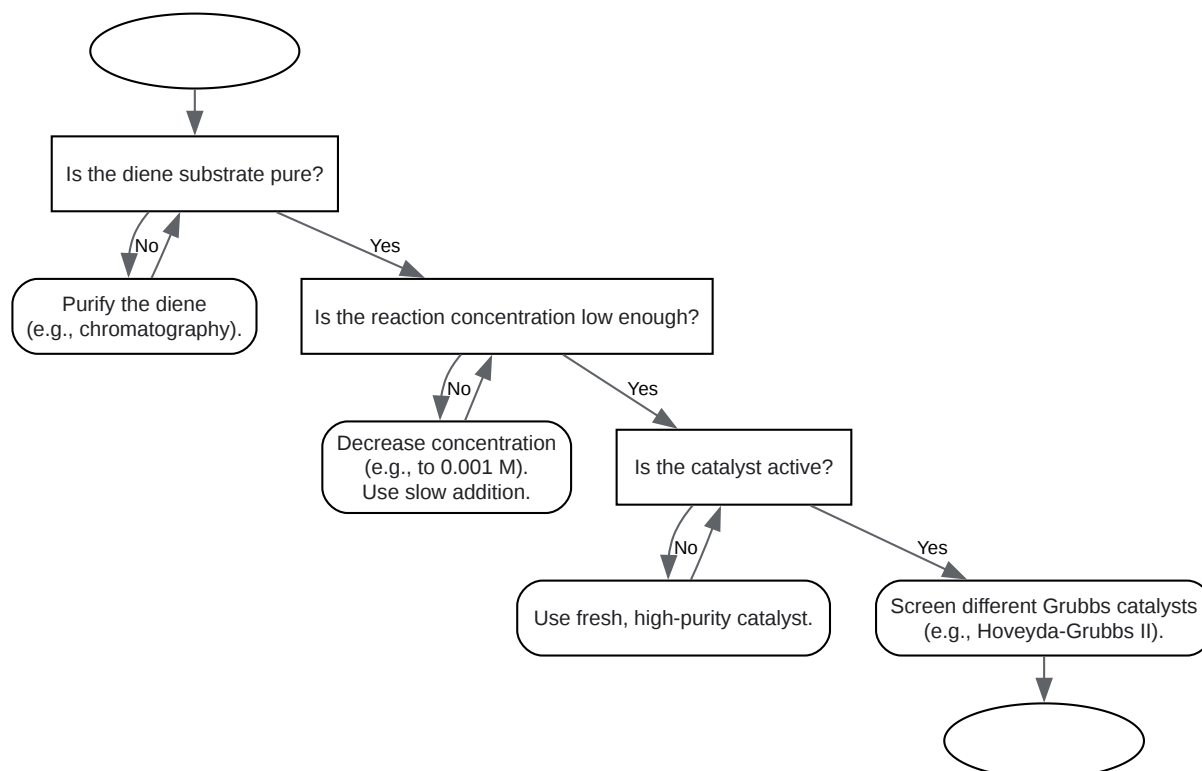 Is the diene substrate pure?
No
Yes
Purify the diene
(e.g., chromatography).
Is the reaction concentration low enough?
No
Yes
Decrease concentration
(e.g., to 0.001 M).
Use slow addition.
Is the catalyst active?
No
Yes
Use fresh, high-purity catalyst.
Screen different Grubbs catalysts
(e.g., Hoveyda-Grubbs II).